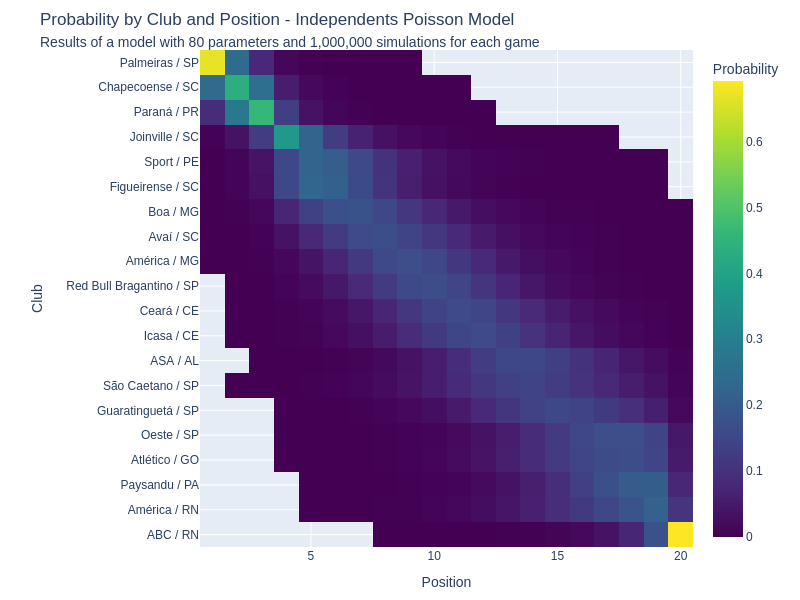 Probability by Club and Position - Independents Poisson Model
Results of a model with 80 parameters and 1,000,000 simulations for each game
Probability
Palmeiras / SP
Chapecoense / SC
Paraná / PR
Joinville / SC
Sport / PE
Figueirense / SC
Boa / MG
Avaí / SC
América / MG
Red Bull Bragantino / SP
Ceará / CE
Icasa / CE
ASA / AL
São Caetano / SP
Guaratinguetá / SP
Oeste / SP
Atlético / GO
Paysandu / PA
América / RN
ABC / RN
Club
5
10
15
20
Position
0.6
0.5
0.4
0.3
0.2
0.1
0